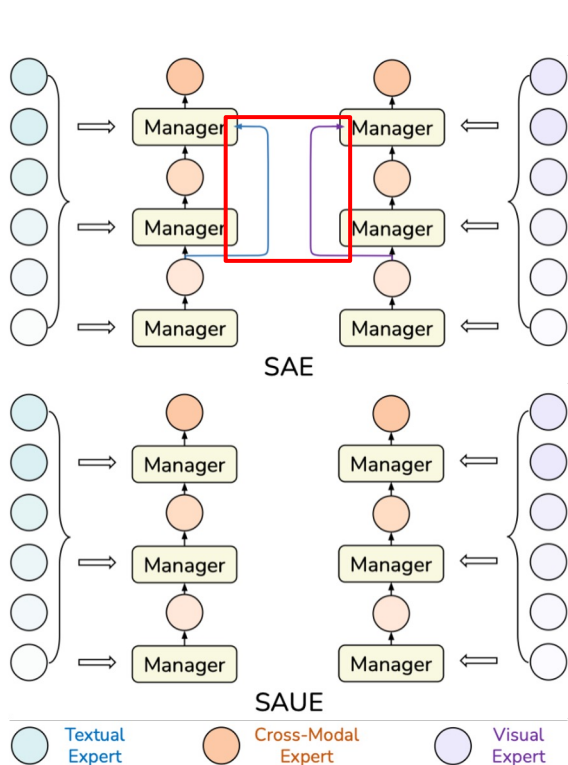 Manager Manager
Manager Manager
Manager Manager
SAE
Manager Manager
Manager Manager
Manager Manager
SAUE
Textual Expert
Cross-Modal Expert
Visual Expert